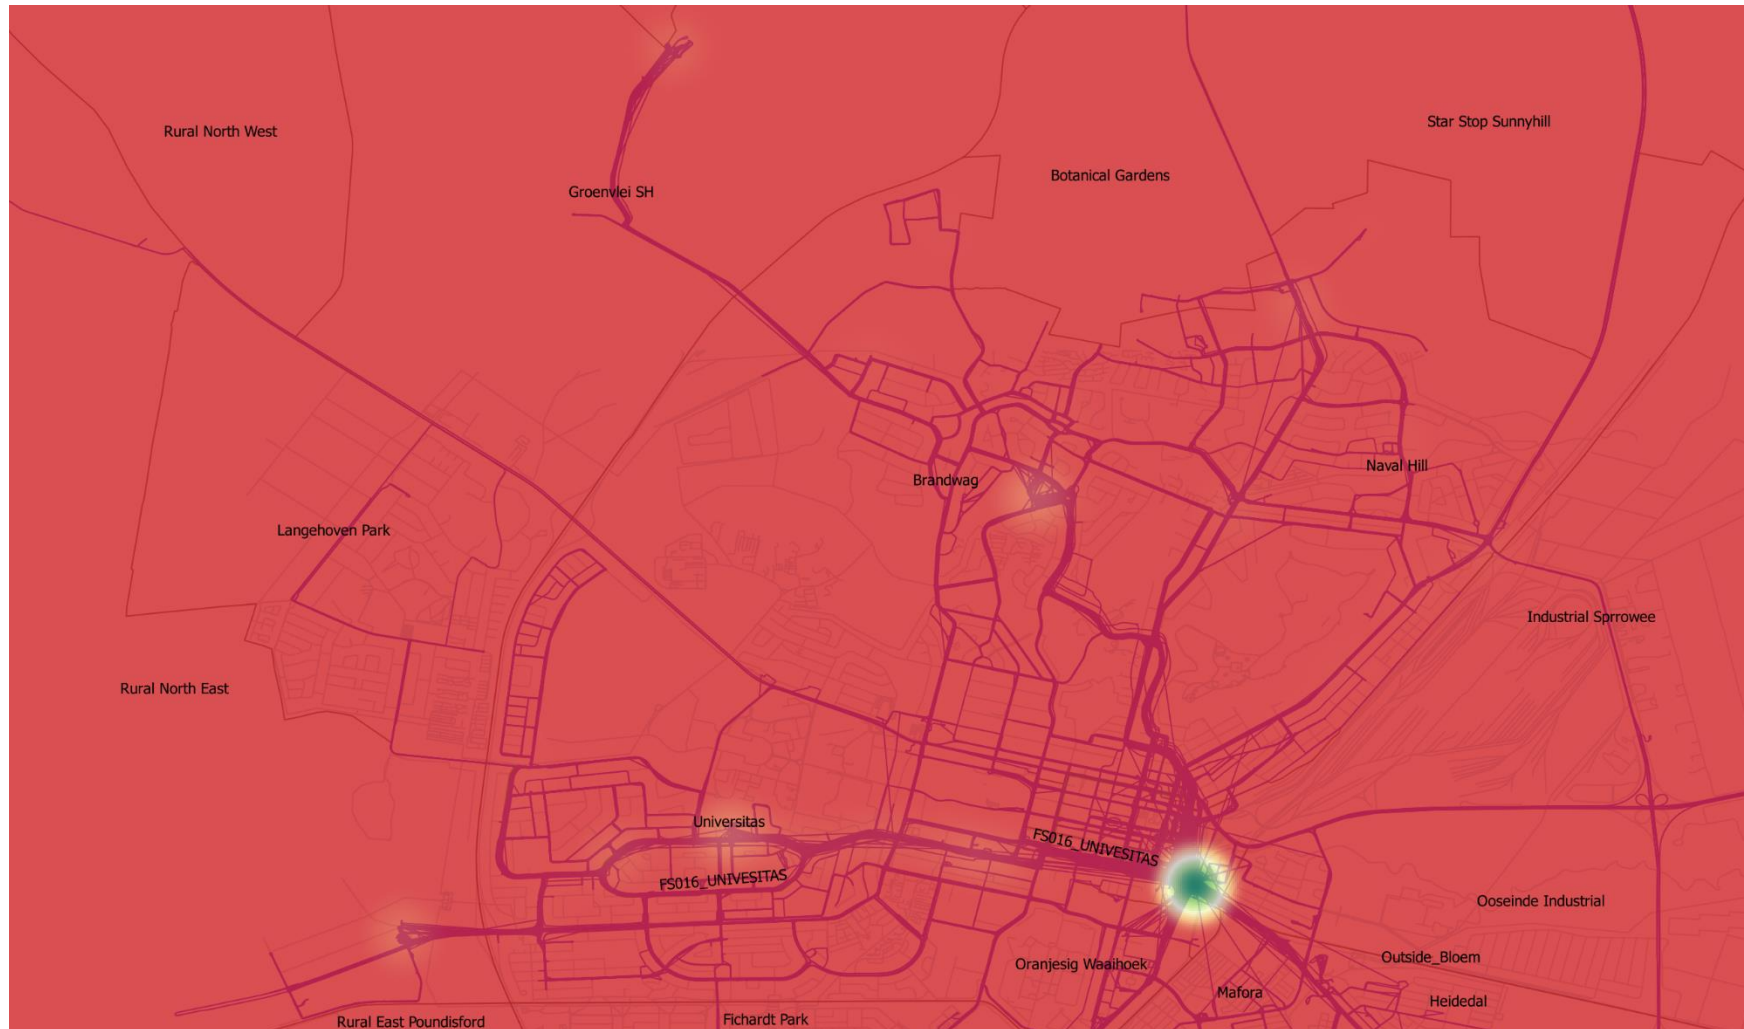 Star Stop Sunnyhill
Rural North West
Botanical Gardens
Groenvlei SH
Naval Hill
Brandwag
Langehoven Park
Industrial Sprrowee
Rural North East
Universitas
FS016_UNIVESITAS
FS016_UNIVESITAS
Ooseinde Industrial
Outside_Bloem
Oranjesig Waaihoek
Mafora
Heidedal
Fichardt Park
Rural East Poundisford